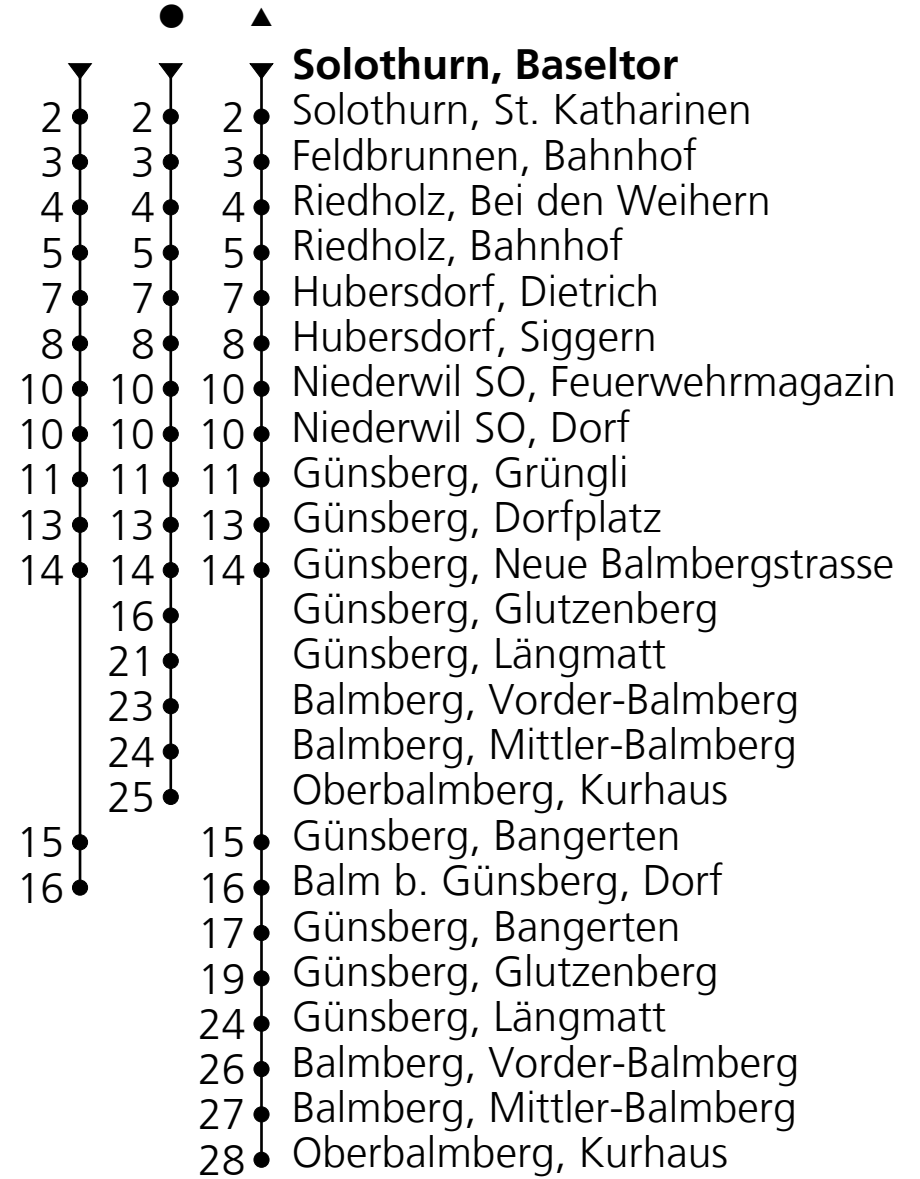 Solothurn, Baseltor
2 2 2 Solothurn, St. Katharinen
3 3 3 Feldbrunnen, Bahnhof
4 4 4 Riedholz, Bei den Weihern
5 5 5 Riedholz, Bahnhof
7 7 7 Hubersdorf, Dietrich
8 8 8 Hubersdorf, Siggern
10 10 10 Niederwil SO, Feuerwehrmagazin
10 10 10 Niederwil SO, Dorf
11 11 11 Günsberg, Grüngli
13 13 13 Günsberg, Dorfplatz
14 14 14 Günsberg, Neue Balmbergstrasse
16 Günsberg, Glutzenberg
21 Günsberg, Längmatt
23 Balmberg, Vorder-Balmberg
24 Balmberg, Mittler-Balmberg
25 Oberbalmberg, Kurhaus
15 15 Günsberg, Bangerten
16 16 Balm b. Günsberg, Dorf
17 Günsberg, Bangerten
19 Günsberg, Glutzenberg
24 Günsberg, Längmatt
26 Balmberg, Vorder-Balmberg
27 Balmberg, Mittler-Balmberg
28 Oberbalmberg, Kurhaus